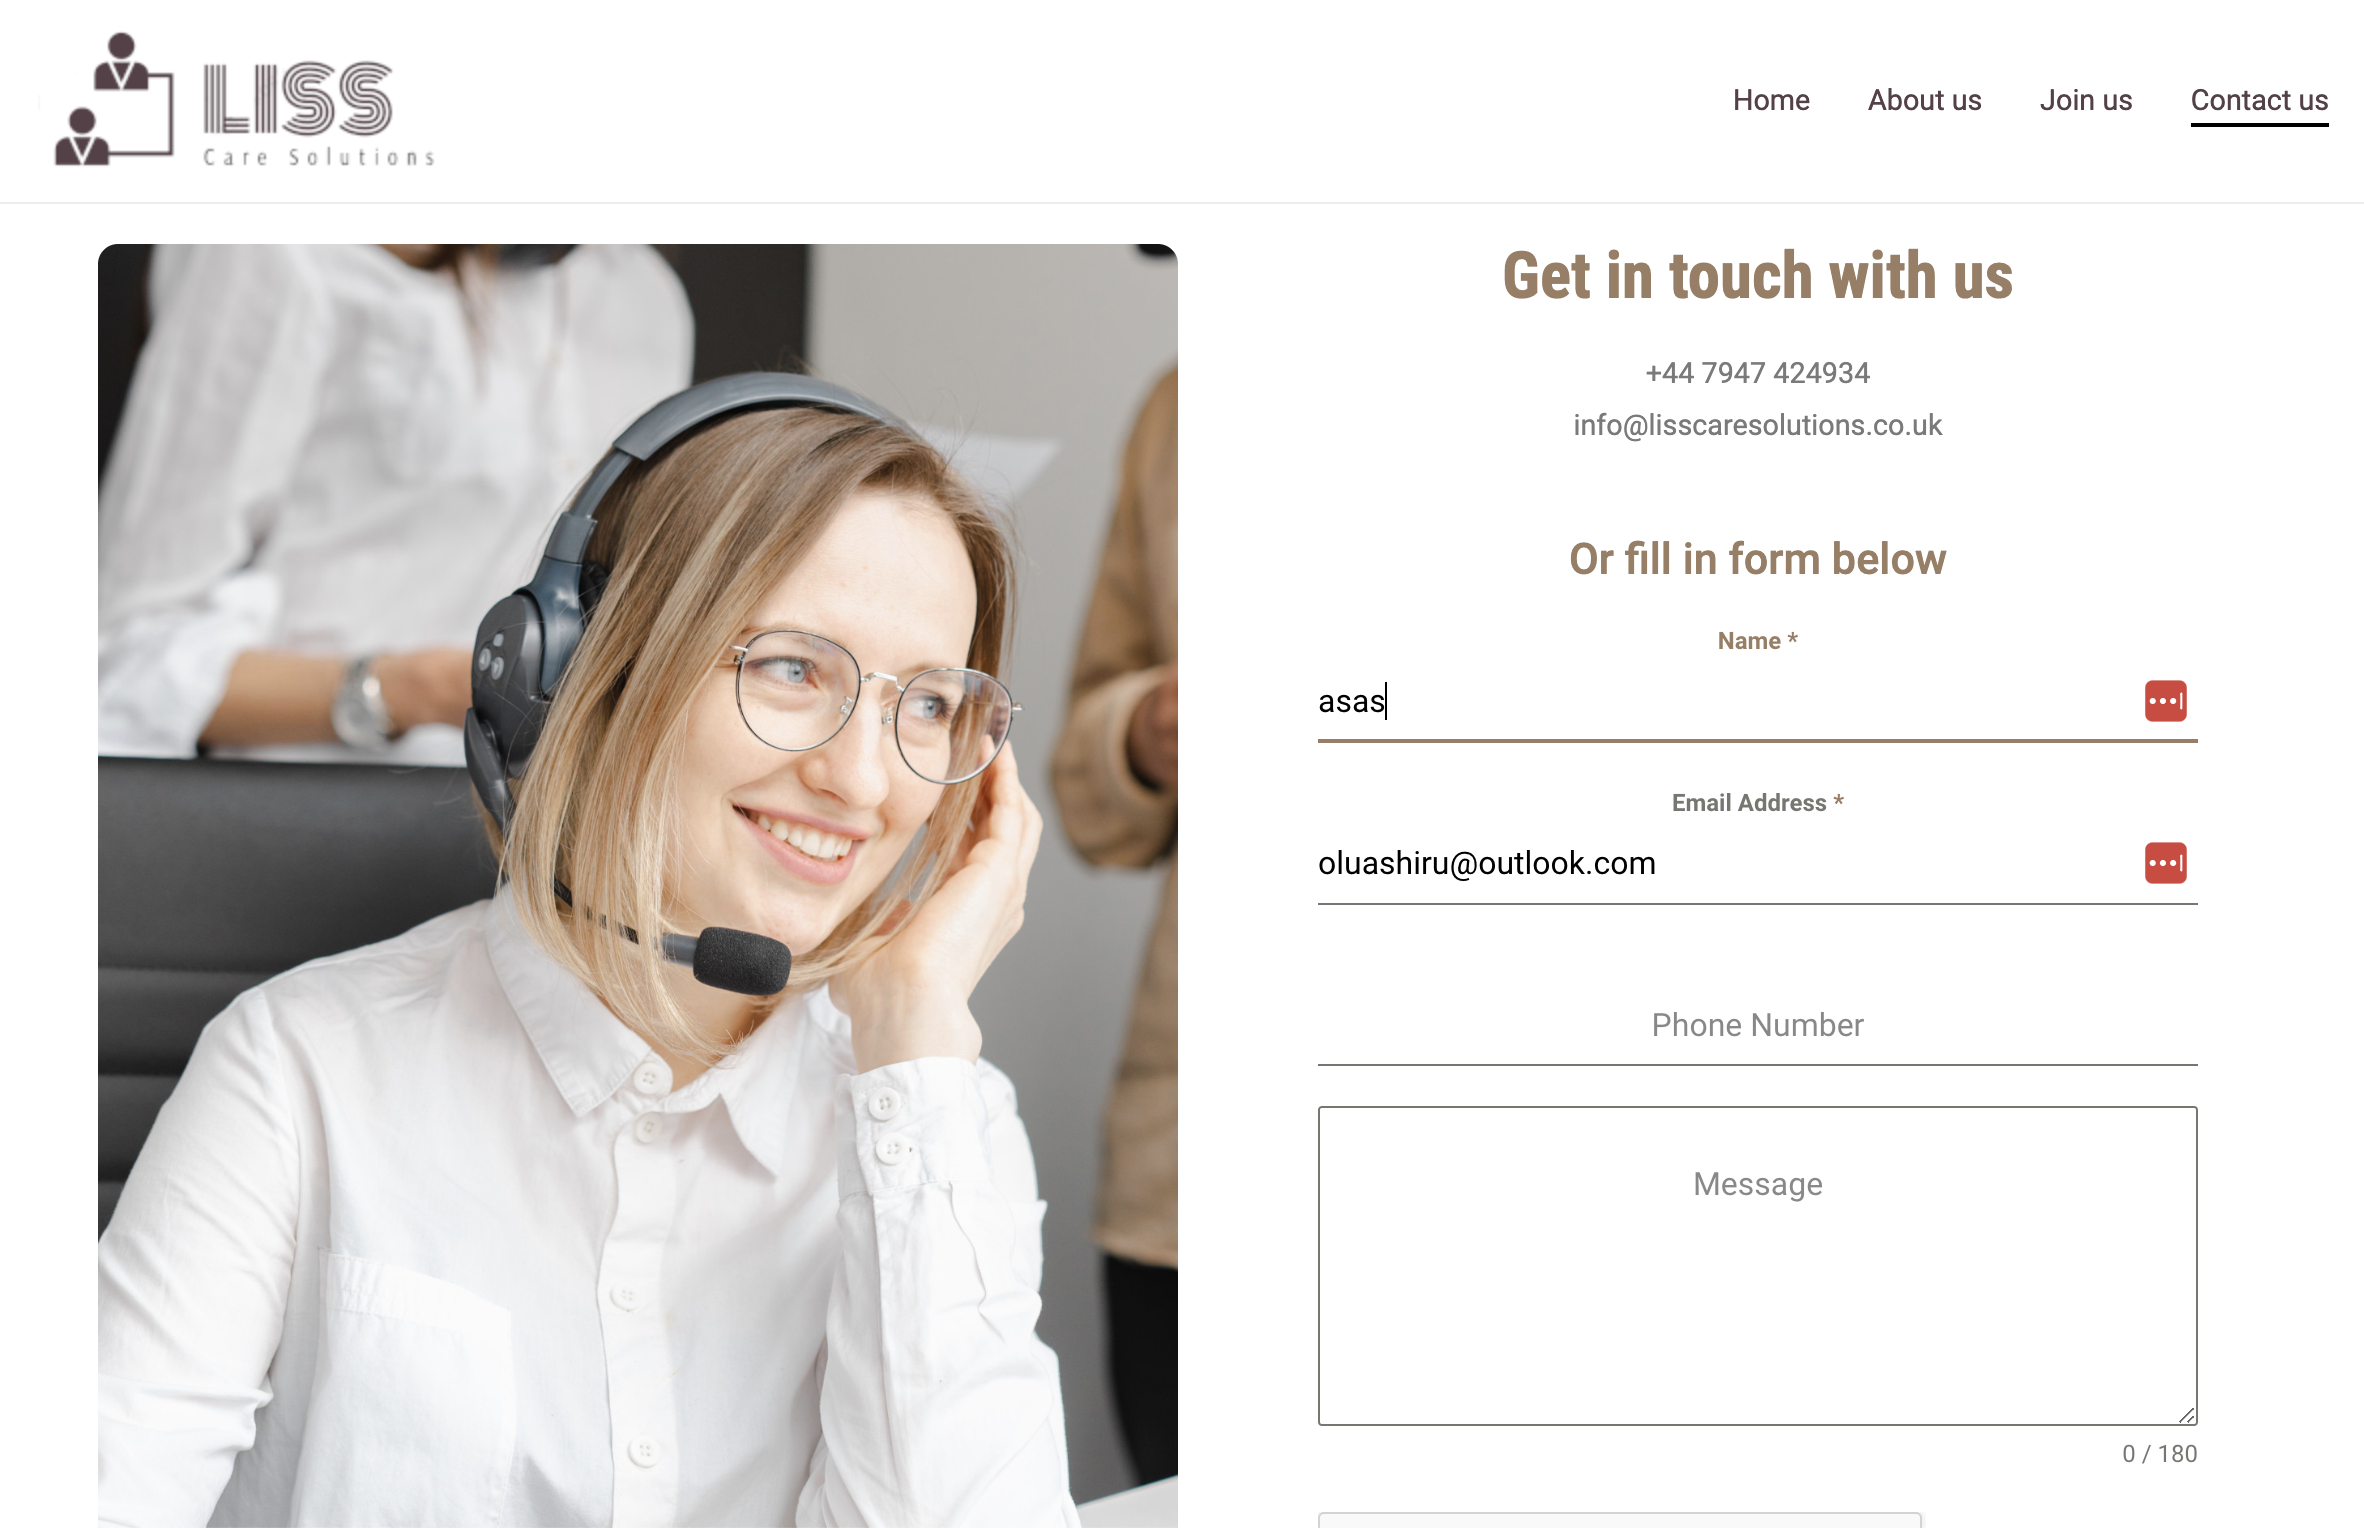 LISS
Care Solutions
Home
About us
Join us
Contact us
Get in touch with us
+44 7947 424934
info@lisscaresolutions.co.uk
Or fill in form below
Name *
asas
Email Address *
oluashiru@outlook.com
Phone Number
Message
0 / 180